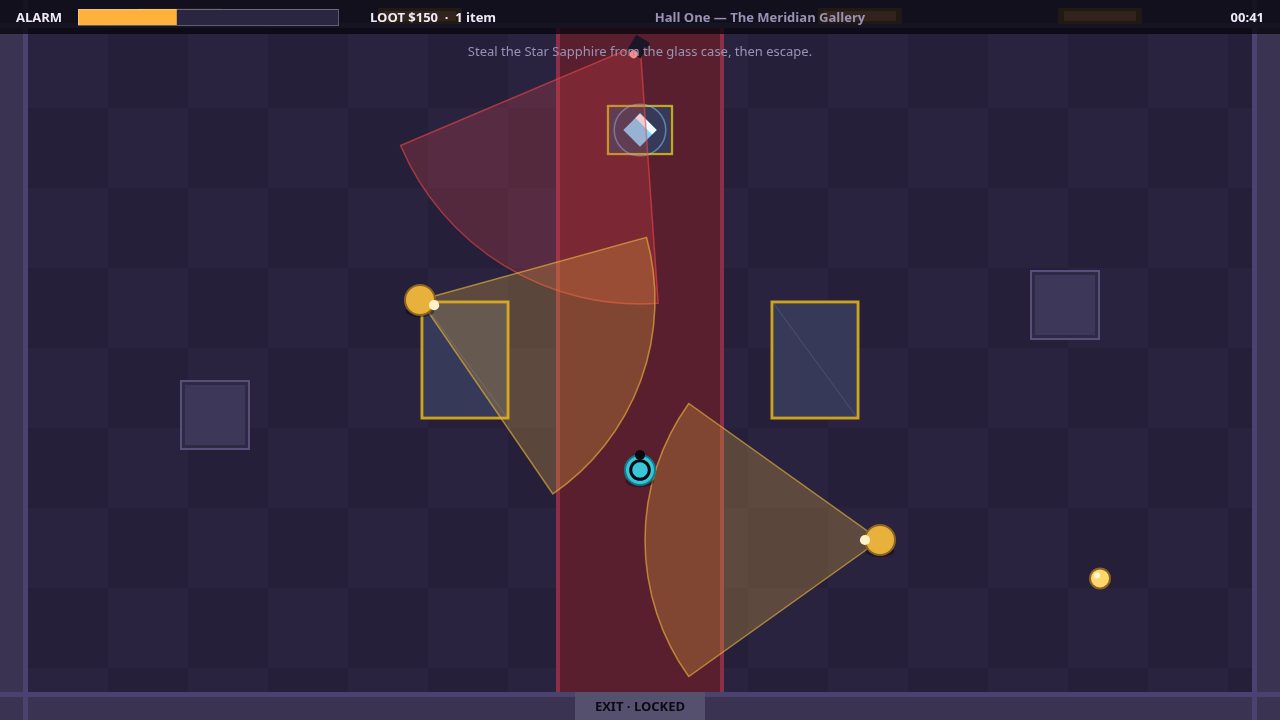 ALARM
LOOT $150 · 1 item
Hall One — The Meridian Gallery
00:41
Steal the Star Sapphire from the glass case, then escape.
EXIT · LOCKED